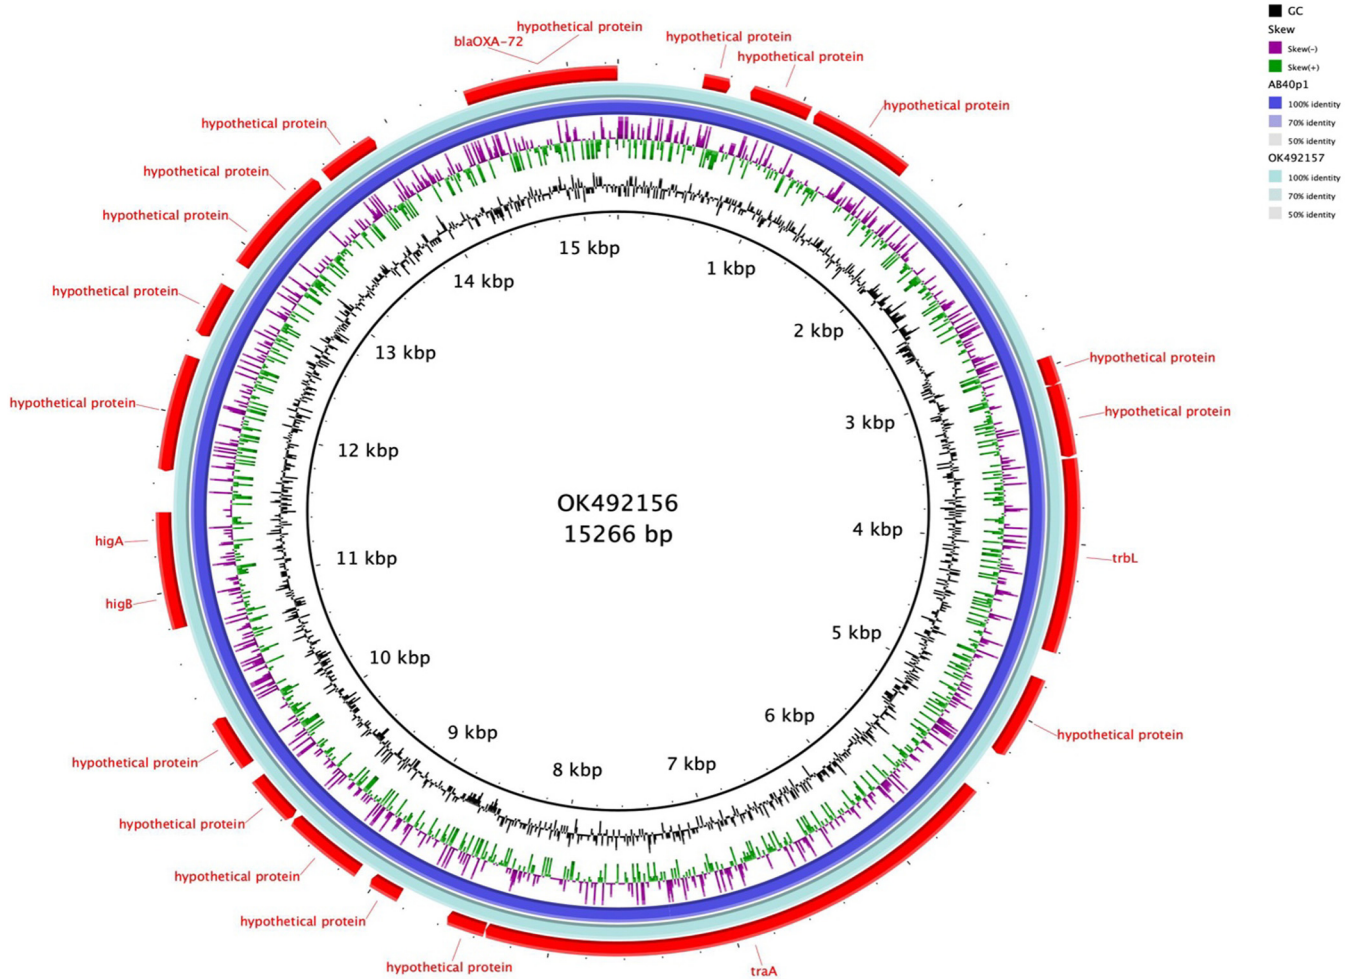 hypothetical protein
blaOXA-72
hypothetical protein
hypothetical protein
hypothetical protein
hypothetical protein
hypothetical protein
trbL
hypothetical protein
traA
hypothetical protein
hypothetical protein
hypothetical protein
hypothetical protein
hypothetical protein
higB
higA
hypothetical protein
hypothetical protein
hypothetical protein
hypothetical protein
hypothetical protein
15 kbp
1 kbp
2 kbp
3 kbp
4 kbp
5 kbp
6 kbp
7 kbp
8 kbp
9 kbp
10 kbp
11 kbp
12 kbp
13 kbp
14 kbp
OK492156
15266 bp
GC
Skew
Skew(-)
Skew(+)
AB40p1
100% identity
70% identity
50% identity
OK492157
100% identity
70% identity
50% identity